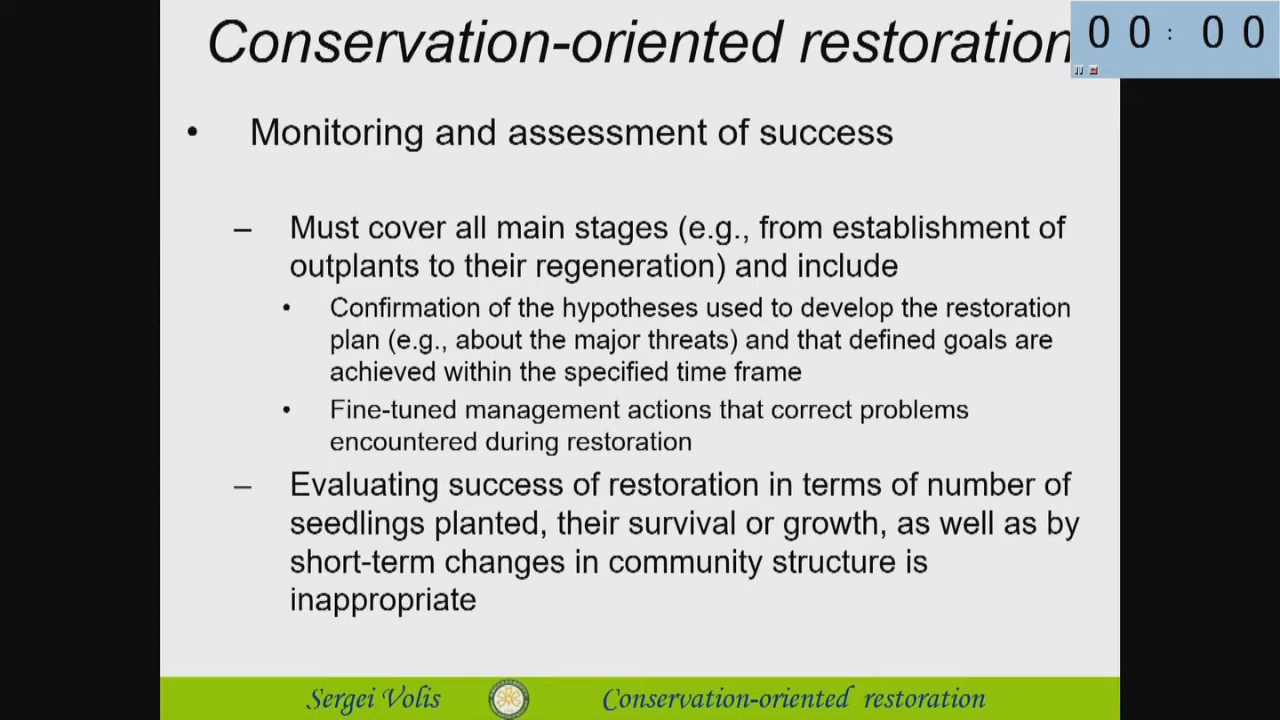 Conservation-oriented restoration
00:00
• Monitoring and assessment of success
– Must cover all main stages (e.g., from establishment of
outplants to their regeneration) and include
• Confirmation of the hypotheses used to develop the restoration
plan (e.g., about the major threats) and that defined goals are
achieved within the specified time frame
• Fine-tuned management actions that correct problems
encountered during restoration
– Evaluating success of restoration in terms of number of
seedlings planted, their survival or growth, as well as by
short-term changes in community structure is
inappropriate
Sergei Volis
Conservation-oriented restoration